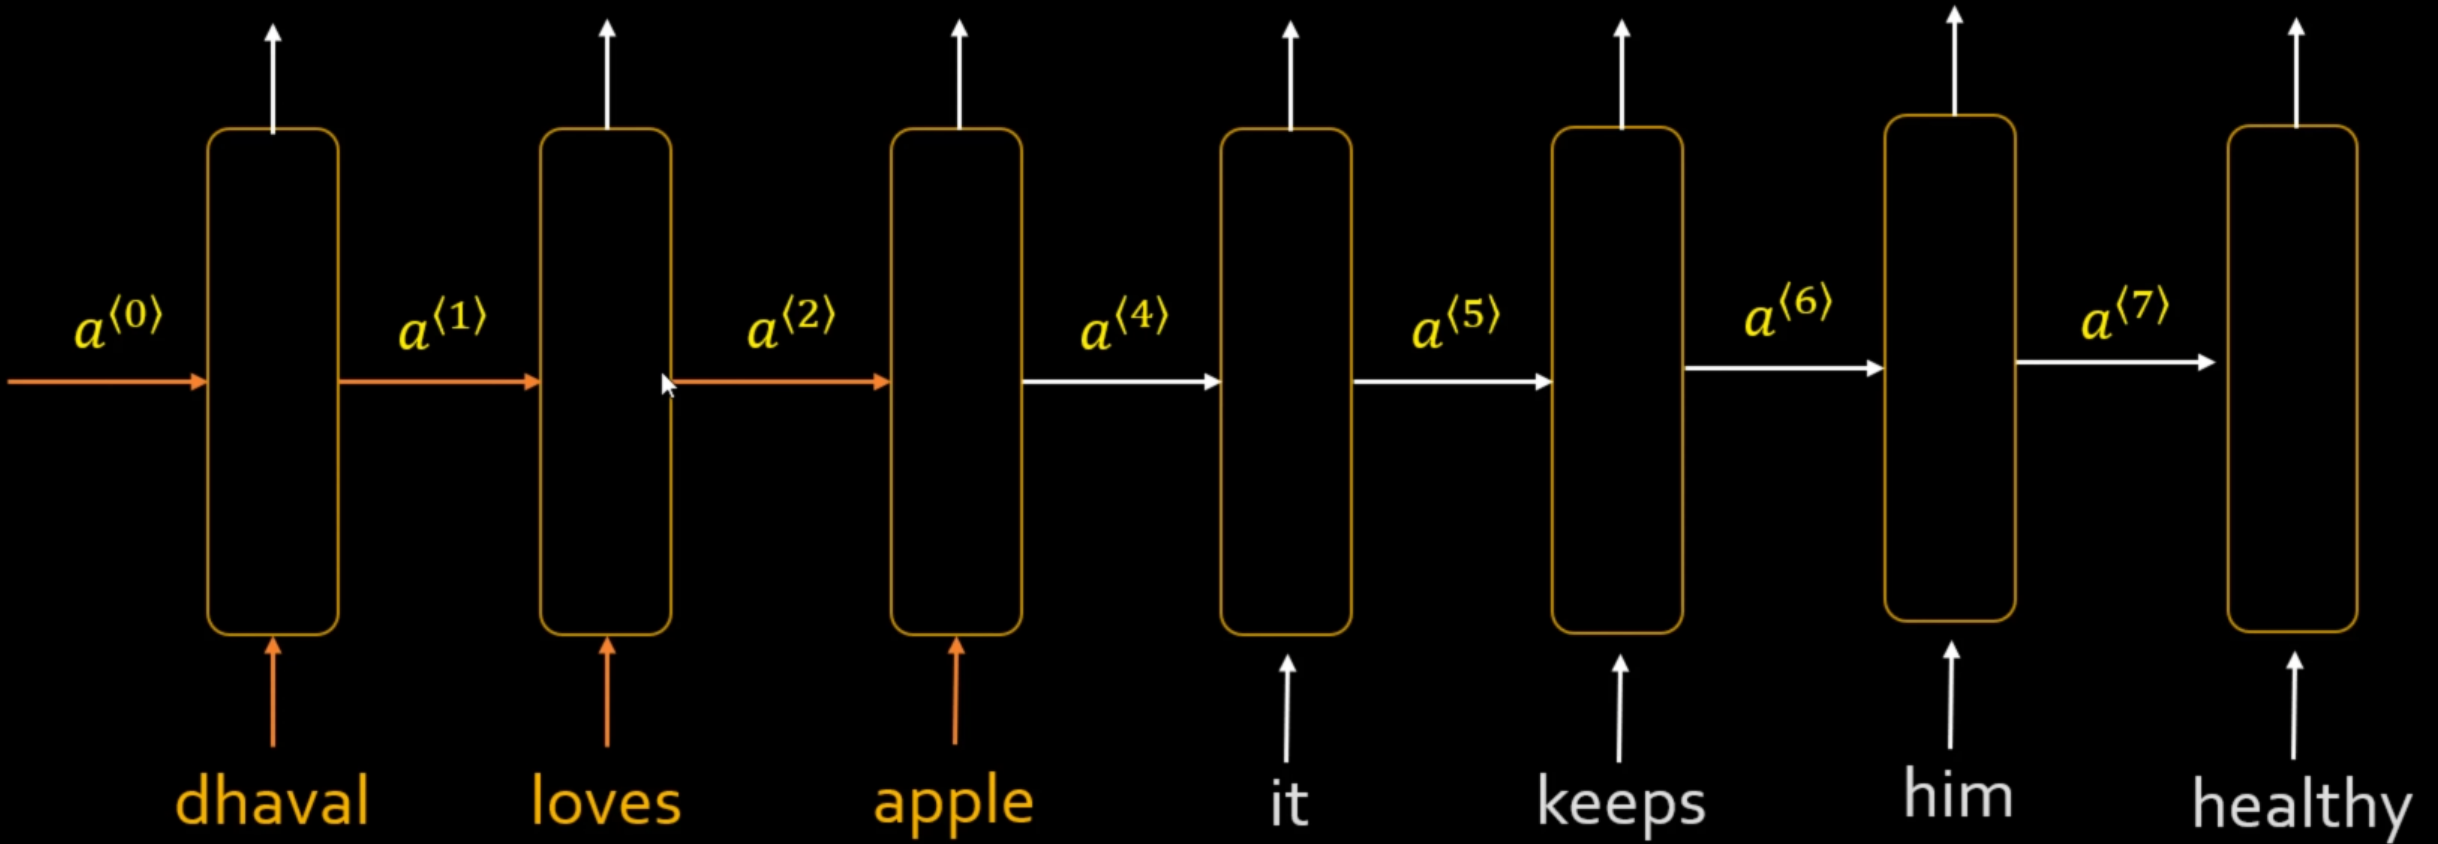 a⟨0⟩ a⟨1⟩ a⟨2⟩ a⟨4⟩ a⟨5⟩ a⟨6⟩ a⟨7⟩
dhaval loves apple it keeps him healthy